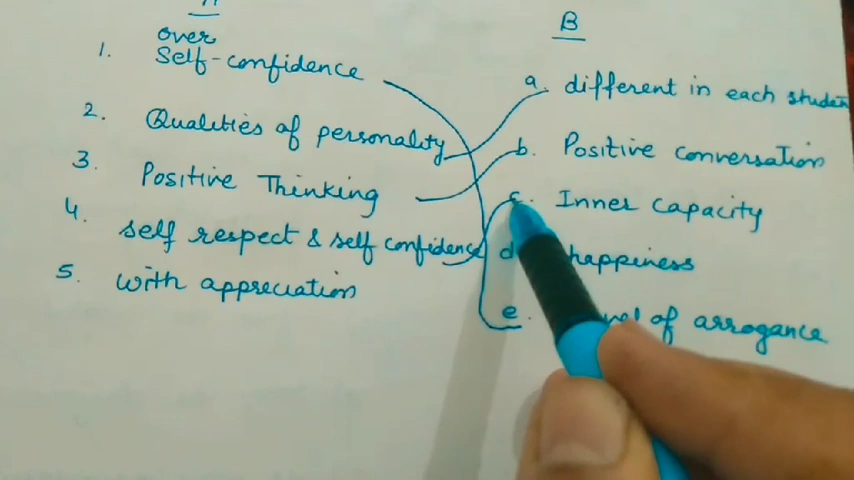 B
over
1. Self-confidence
a. different in each studen
2. Qualities of personality
b. Positive conversation
3. Positive Thinking
c. Inner capacity
4. self respect & self confidence
d happiness
5. with appreciation
e. of arrogance